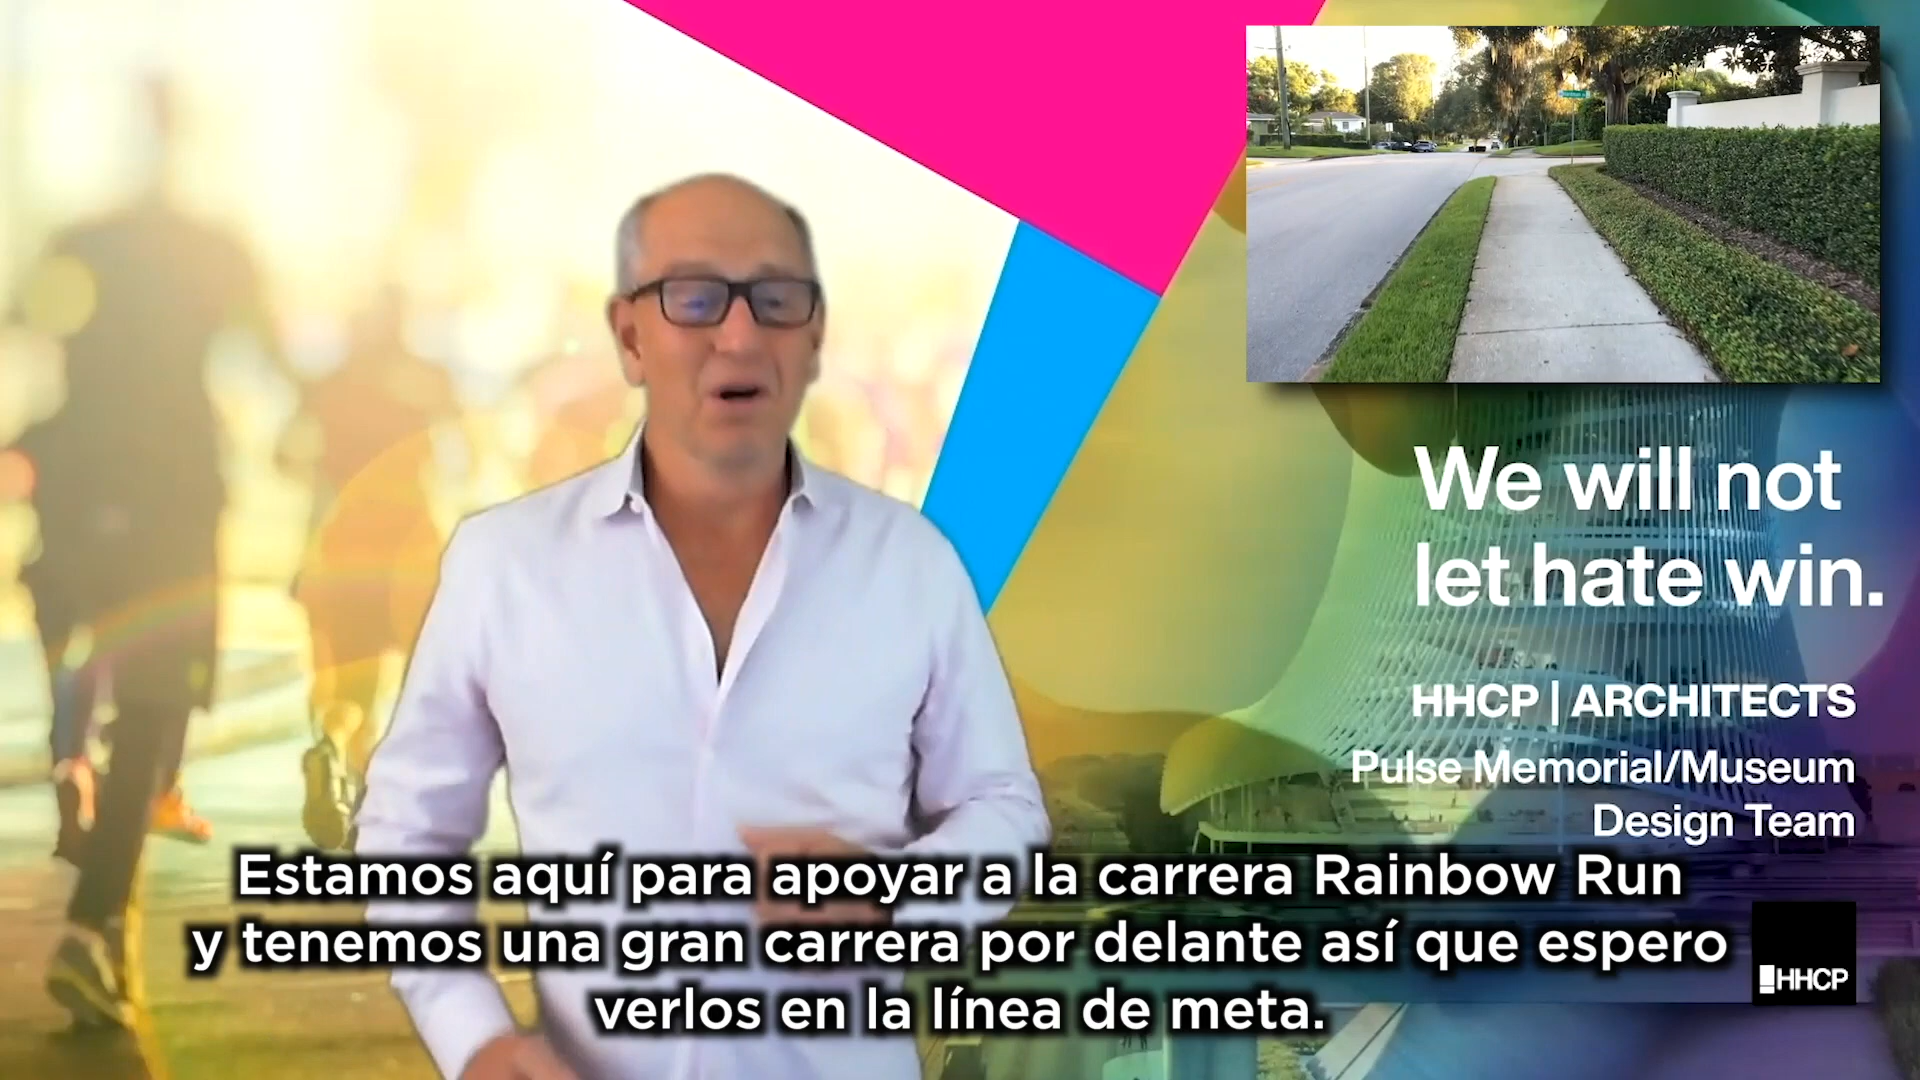 We will not
let hate win.
HHCP | ARCHITECTS
Pulse Memorial/Museum
Design Team
Estamos aquí para apoyar a la carrera Rainbow Run
y tenemos una gran carrera por delante así que espero
verlos en la línea de meta.
HHCP